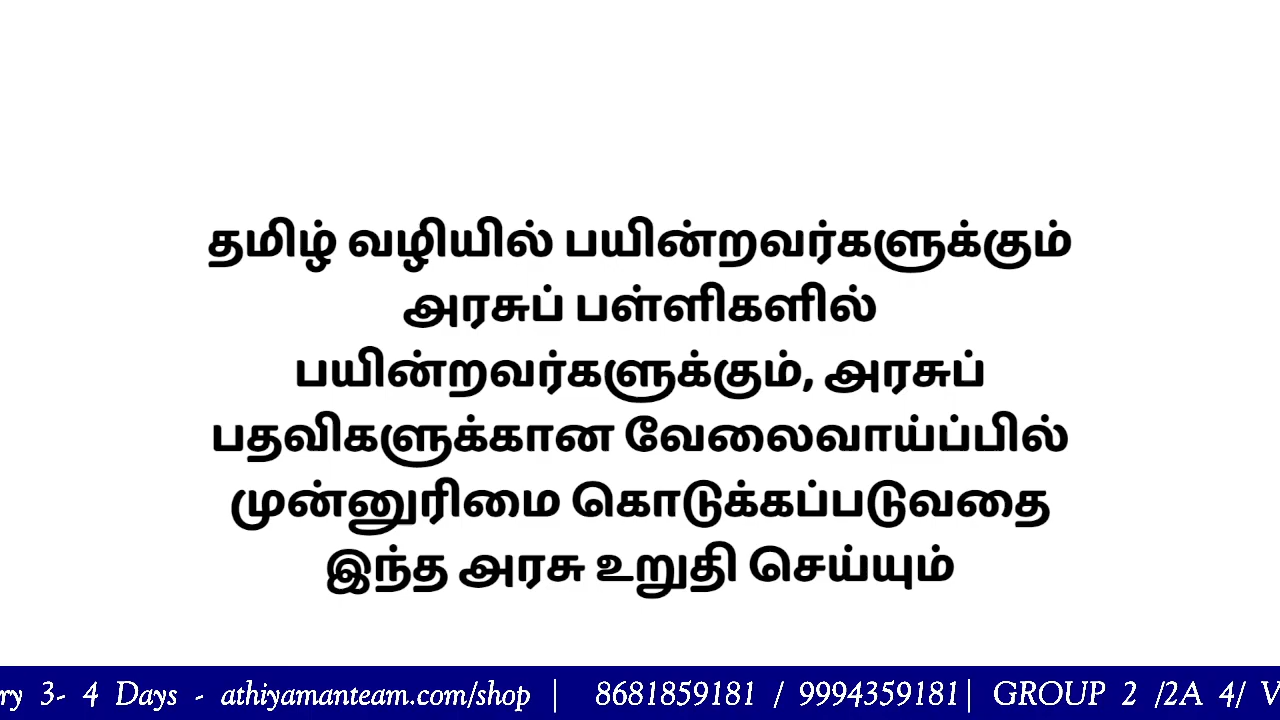 தமிழ் வழியில் பயின்றவர்களுக்கும்
அரசுப் பள்ளிகளில்
பயின்றவர்களுக்கும், அரசுப்
பதவிகளுக்கான வேலைவாய்ப்பில்
முன்னுரிமை கொடுக்கப்படுவதை
இந்த அரசு உறுதி செய்யும்
ry 3- 4 Days - athiyamanteam.com/shop | 8681859181 / 9994359181| GROUP 2 /2A 4/ V